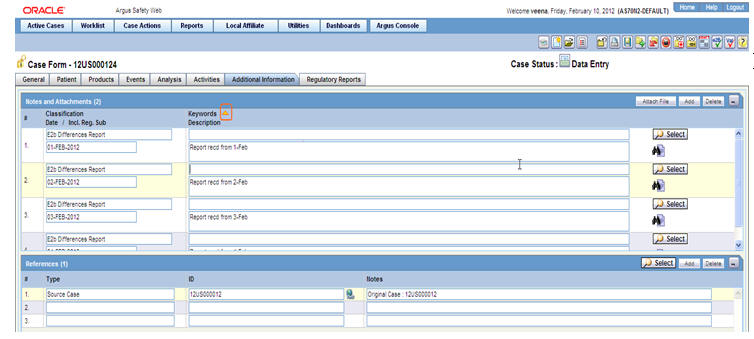 ORACLE Argus Safety Web Welcome veena, Friday, February 10, 2012 (AS70N2-DEFAULT) Home Help Logout
Active Cases Worklist Case Actions Reports Local Affiliate Utilities Dashboards Argus Console
Case Form - 12US000124 Case Status : Data Entry
General Patient Products Events Analysis Activities Additional Information Regulatory Reports
Notes and Attachments (2) Attach File Add Delete
# Classification Keywords
Date / Incl. Reg. Sub Description
E2b Differences Report Select
1. 01-FEB-2012 Report recd from 1-Feb
E2b Differences Report Select
2. 02-FEB-2012 Report recd from 2-Feb
E2b Differences Report Select
3. 03-FEB-2012 Report recd from 3-Feb
E2b Differences Report Select
References (1) Select Add Delete
# Type ID Notes
1. Source Case 12US000012 Original Case : 12US000012
2.
3.